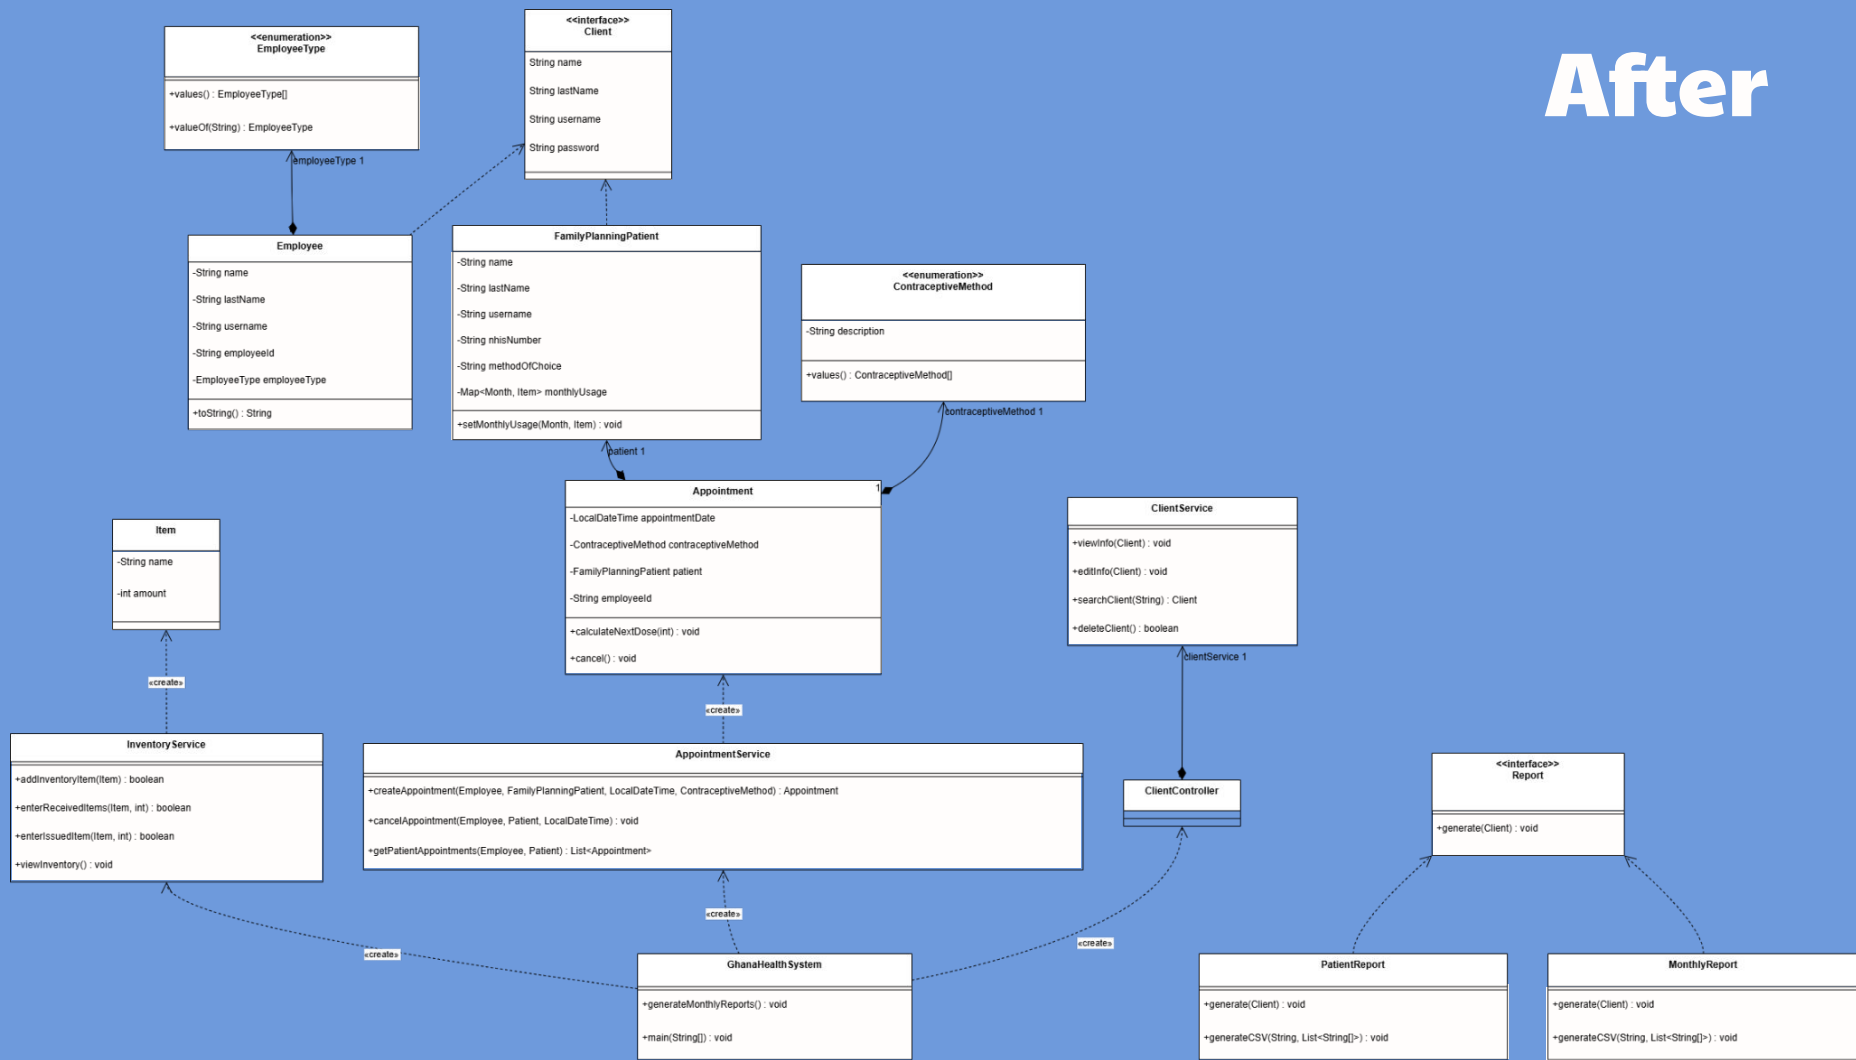 After
<<enumeration>>
EmployeeType
+values() : EmployeeType[]
+valueOf(String) : EmployeeType
employeeType 1
<<interface>>
Client
String name
String lastName
String username
String password
Employee
-String name
-String lastName
-String username
-String employeeId
-EmployeeType employeeType
+toString() : String
FamilyPlanningPatient
-String name
-String lastName
-String username
-String nhisNumber
-String methodOfChoice
-Map<Month, Item> monthlyUsage
+setMonthlyUsage(Month, Item) : void
patient 1
<<enumeration>>
ContraceptiveMethod
-String description
+values() : ContraceptiveMethod[]
contraceptiveMethod 1
Appointment
1
-LocalDateTime appointmentDate
-ContraceptiveMethod contraceptiveMethod
-FamilyPlanningPatient patient
-String employeeId
+calculateNextDose(int) : void
+cancel() : void
ClientService
+viewInfo(Client) : void
+editInfo(Client) : void
+searchClient(String) : Client
+deleteClient() : boolean
clientService 1
Item
-String name
-int amount
«create»
«create»
InventoryService
+addInventoryItem(Item) : boolean
+enterReceivedItems(Item, int) : boolean
+enterIssuedItem(Item, int) : boolean
+viewInventory() : void
AppointmentService
+createAppointment(Employee, FamilyPlanningPatient, LocalDateTime, ContraceptiveMethod) : Appointment
+cancelAppointment(Employee, Patient, LocalDateTime) : void
+getPatientAppointments(Employee, Patient) : List<Appointment>
ClientController
<<interface>>
Report
+generate(Client) : void
«create»
«create»
«create»
GhanaHealthSystem
+generateMonthlyReports() : void
+main(String[]) : void
PatientReport
+generate(Client) : void
+generateCSV(String, List<String[]>) : void
MonthlyReport
+generate(Client) : void
+generateCSV(String, List<String[]>) : void